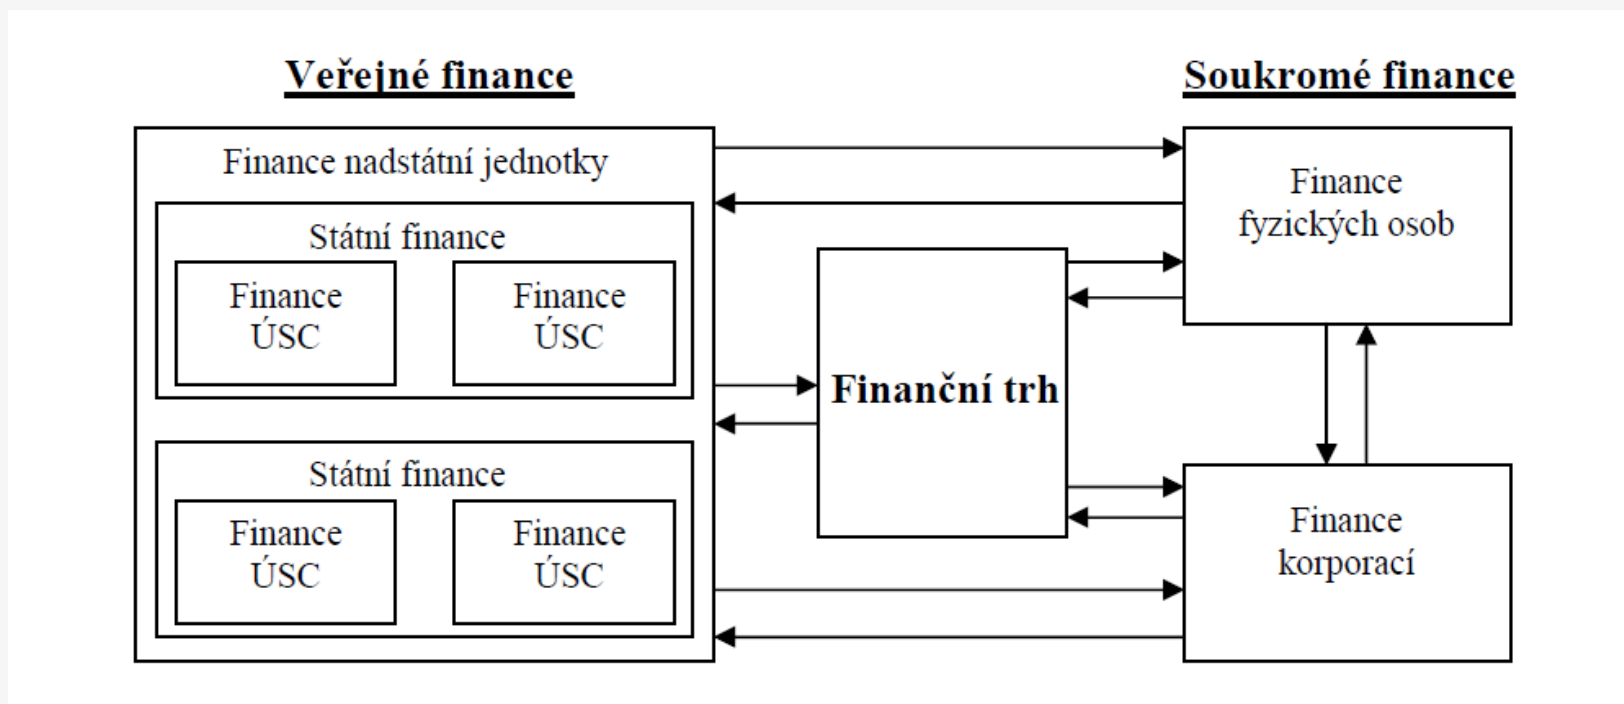 Veřejné finance
Soukromé finance
Finance nadstátní jednotky
Státní finance
Finance
ÚSC
Finance
ÚSC
Státní finance
Finance
ÚSC
Finance
ÚSC
Finanční trh
Finance
fyzických osob
Finance
korporací